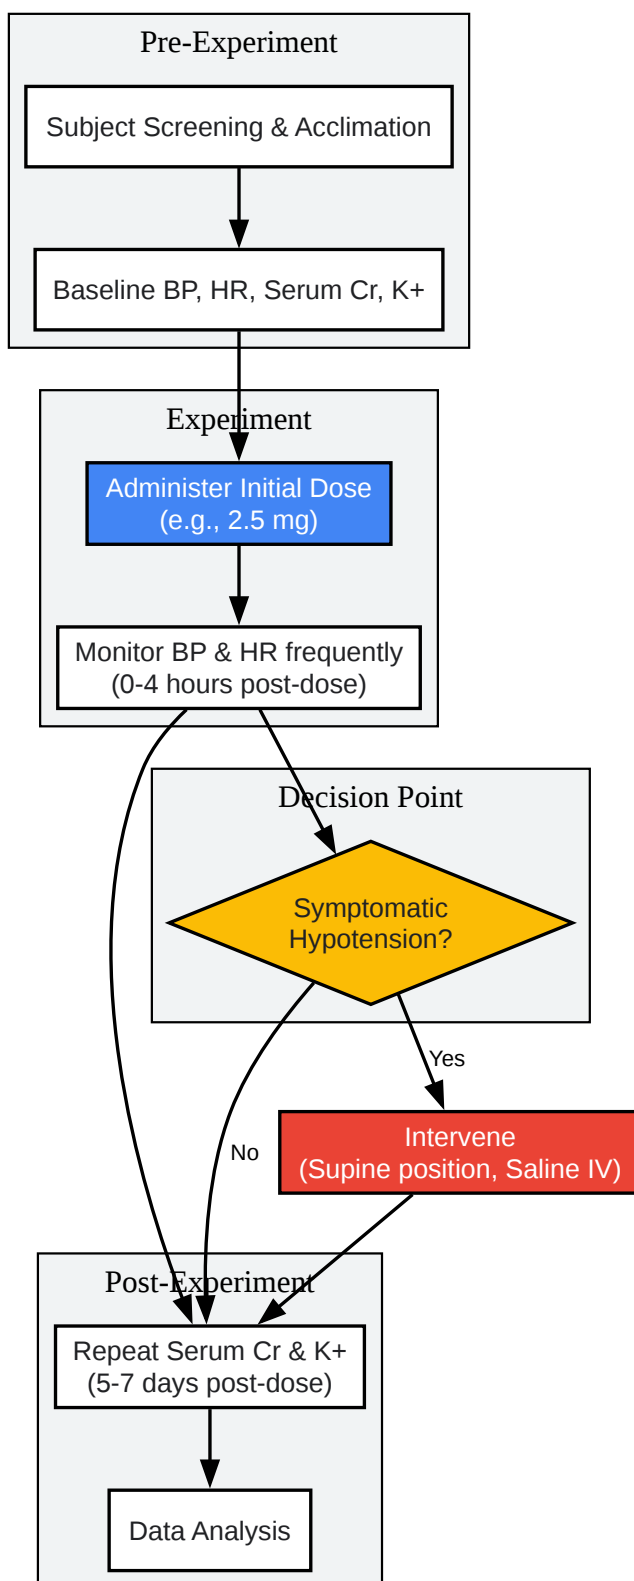 Pre-Experiment
Subject Screening & Acclimation
Baseline BP, HR, Serum Cr, K+
Experiment
Administer Initial Dose
(e.g., 2.5 mg)
Monitor BP & HR frequently
(0-4 hours post-dose)
Decision Point
Symptomatic
Hypotension?
Yes
Intervene
(Supine position, Saline IV)
No
Post-Experiment
Repeat Serum Cr & K+
(5-7 days post-dose)
Data Analysis